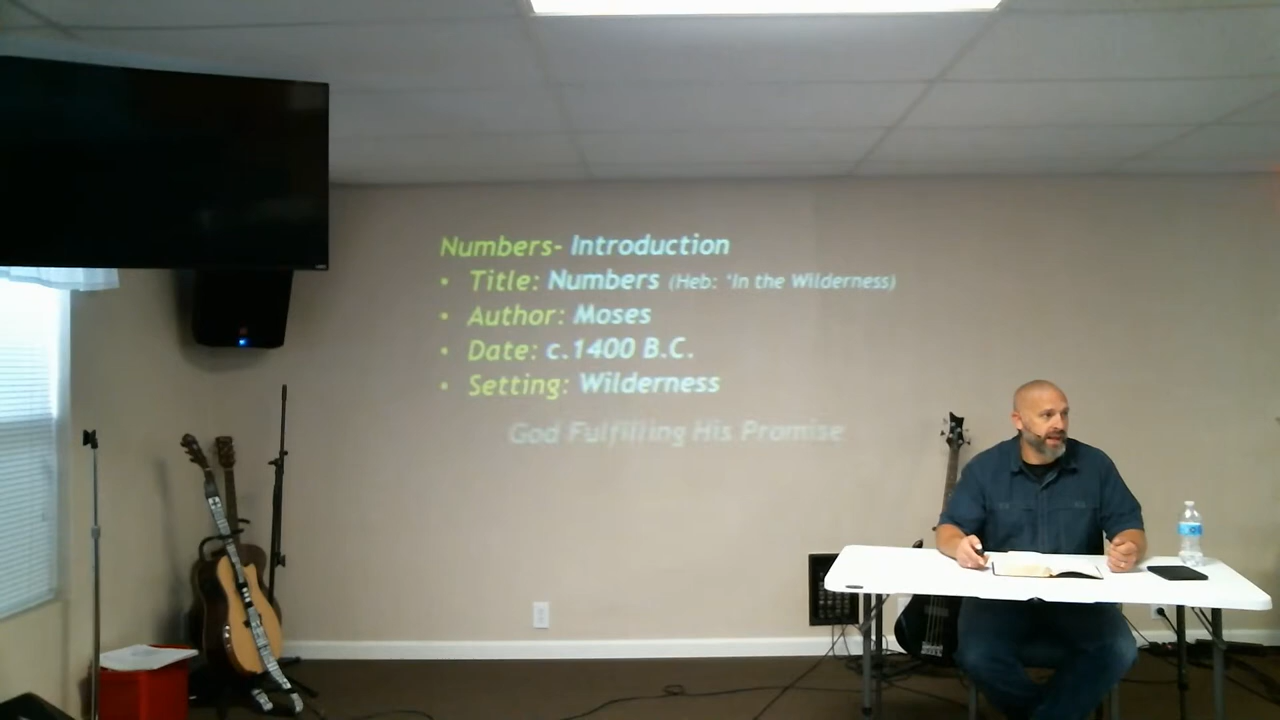 Numbers- Introduction
• Title: Numbers (Heb: "In the Wilderness)
• Author: Moses
• Date: c.1400 B.C.
• Setting: Wilderness
God Fulfilling His Promise